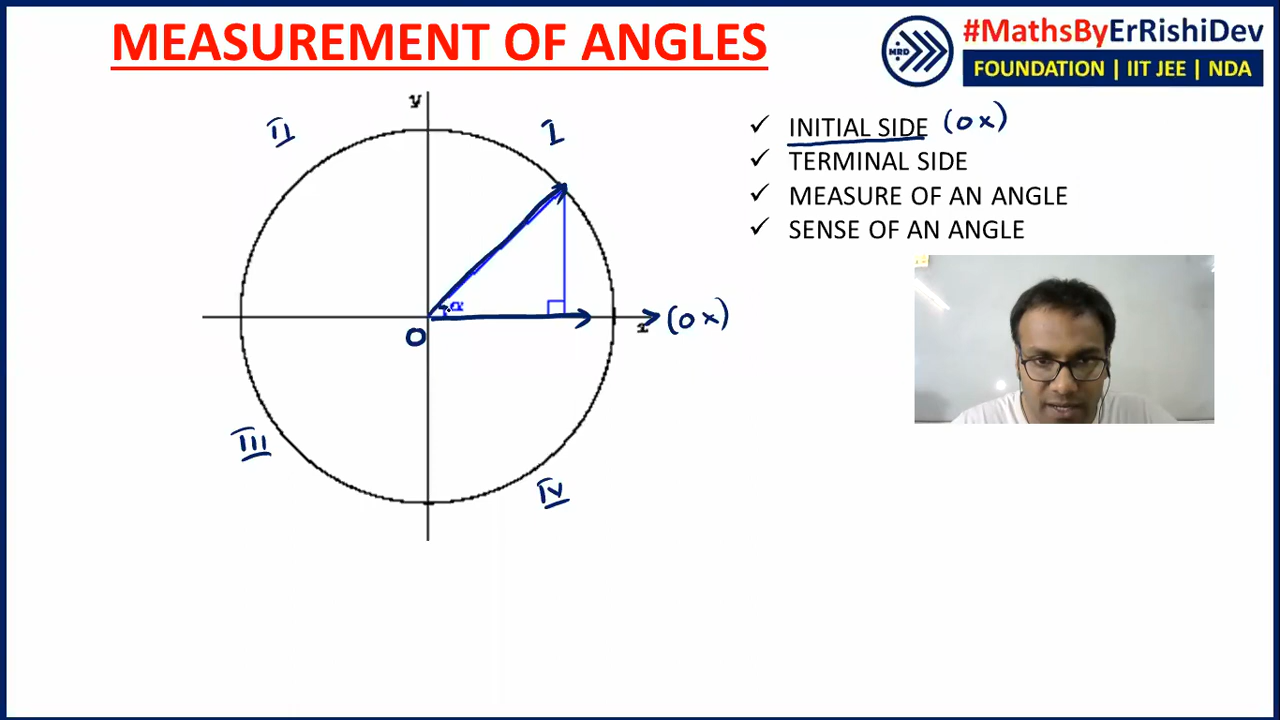 MEASUREMENT OF ANGLES
#MathsByErRishiDev
MRD
FOUNDATION | IIT JEE | NDA
y
II
I
✓ INITIAL SIDE (OX)
✓ TERMINAL SIDE
✓ MEASURE OF AN ANGLE
✓ SENSE OF AN ANGLE
α
O
x
(OX)
III
IV